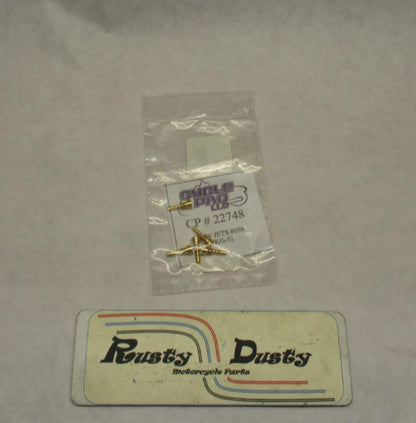 CYCLE
PRO
LLC
CP # 22748
JETS #050
Rusty Dusty
Motorcycle Parts